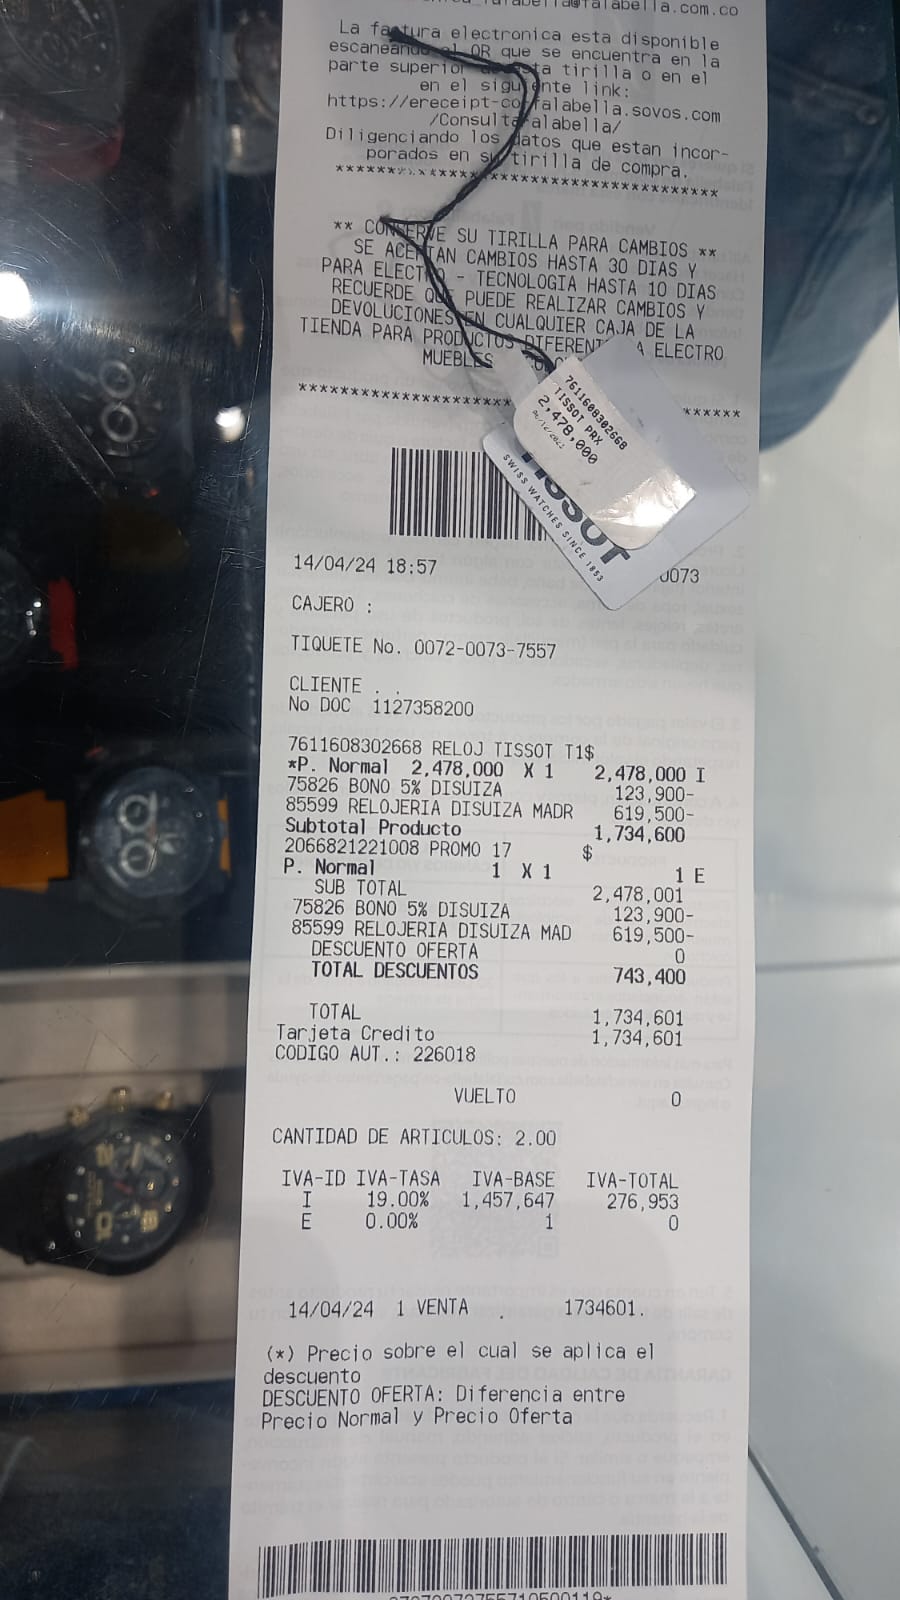 falabella@falabella.com.co
La factura electronica esta disponible
escaneando el QR que se encuentra en la
parte superior de esta tirilla o en el
en el siguiente link:
https://ereceipt-co-falabella.sovos.com
/ConsultaFalabella/
Diligenciando los datos que estan incor-
porados en su tirilla de compra.
****************************************
** CONSERVE SU TIRILLA PARA CAMBIOS **
SE ACEPTAN CAMBIOS HASTA 30 DIAS Y
PARA ELECTRO - TECNOLOGIA HASTA 10 DIAS
RECUERDE QUE PUEDE REALIZAR CAMBIOS Y
DEVOLUCIONES EN CUALQUIER CAJA DE LA
TIENDA PARA PRODUCTOS DIFERENTES A ELECTRO
MUEBLES
****************************************
7611608302668
TISSOT PRX
2,478,000
TISSOT
SWISS WATCHES SINCE 1853
14/04/24 18:57 0073
CAJERO :
TIQUETE No. 0072-0073-7557
CLIENTE . .
No DOC 1127358200
7611608302668 RELOJ TISSOT T1$
*P. Normal 2,478,000 X 1 2,478,000 I
75826 BONO 5% DISUIZA 123,900-
85599 RELOJERIA DISUIZA MADR 619,500-
Subtotal Producto 1,734,600
2066821221008 PROMO 17 $
P. Normal 1 X 1 1 E
SUB TOTAL 2,478,001
75826 BONO 5% DISUIZA 123,900-
85599 RELOJERIA DISUIZA MAD 619,500-
DESCUENTO OFERTA 0
TOTAL DESCUENTOS 743,400
TOTAL 1,734,601
Tarjeta Credito 1,734,601
CODIGO AUT.: 226018
VUELTO 0
CANTIDAD DE ARTICULOS: 2.00
IVA-ID IVA-TASA IVA-BASE IVA-TOTAL
I 19.00% 1,457,647 276,953
E 0.00% 1 0
14/04/24 1 VENTA . 1734601.
(*) Precio sobre el cual se aplica el
descuento
DESCUENTO OFERTA: Diferencia entre
Precio Normal y Precio Oferta